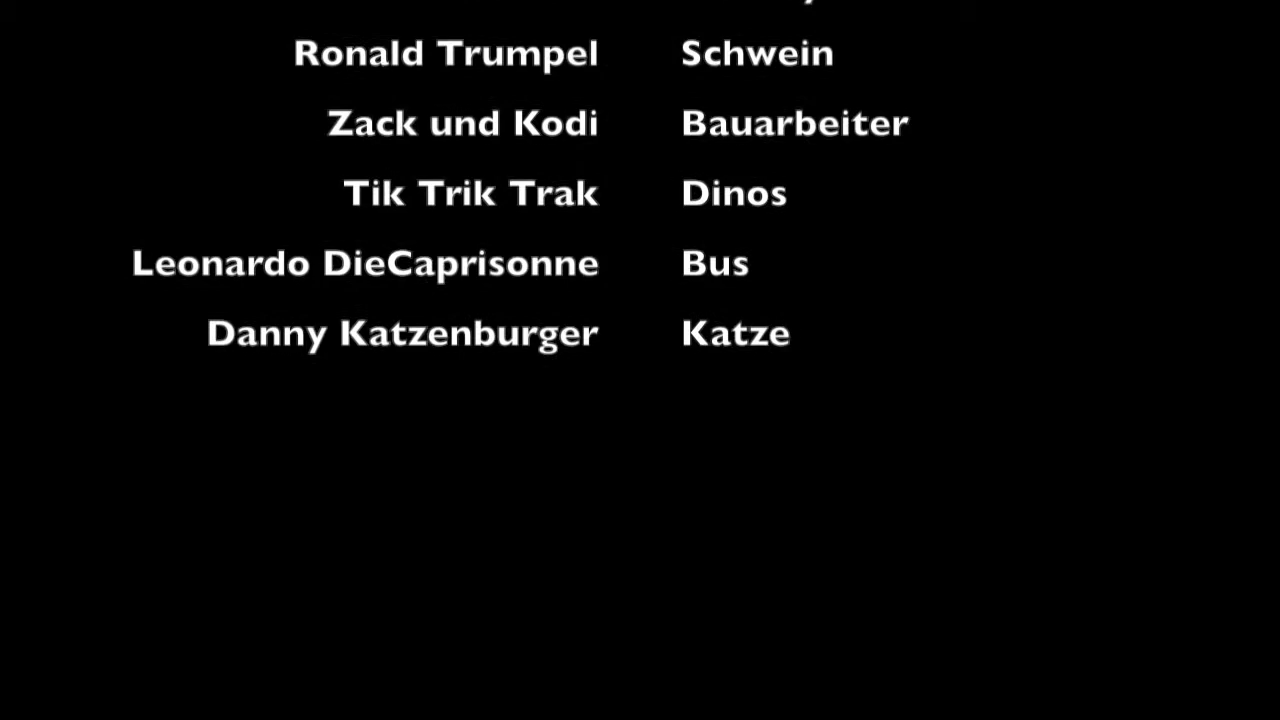 Ronald Trumpel Schwein
Zack und Kodi Bauarbeiter
Tik Trik Trak Dinos
Leonardo DieCaprisonne Bus
Danny Katzenburger Katze